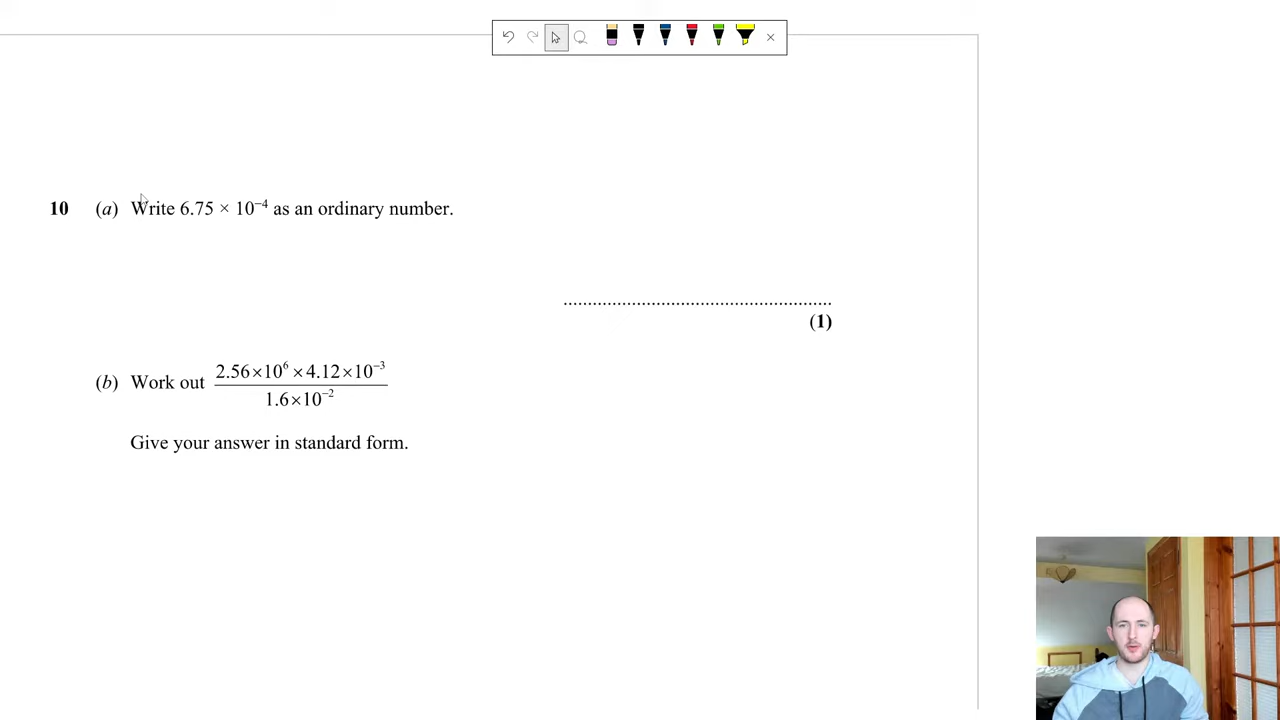 10 (a) Write 6.75 × 10⁻⁴ as an ordinary number.
......................................................
(1)
(b) Work out (2.56×10⁶ × 4.12×10⁻³) / (1.6×10⁻²)
Give your answer in standard form.